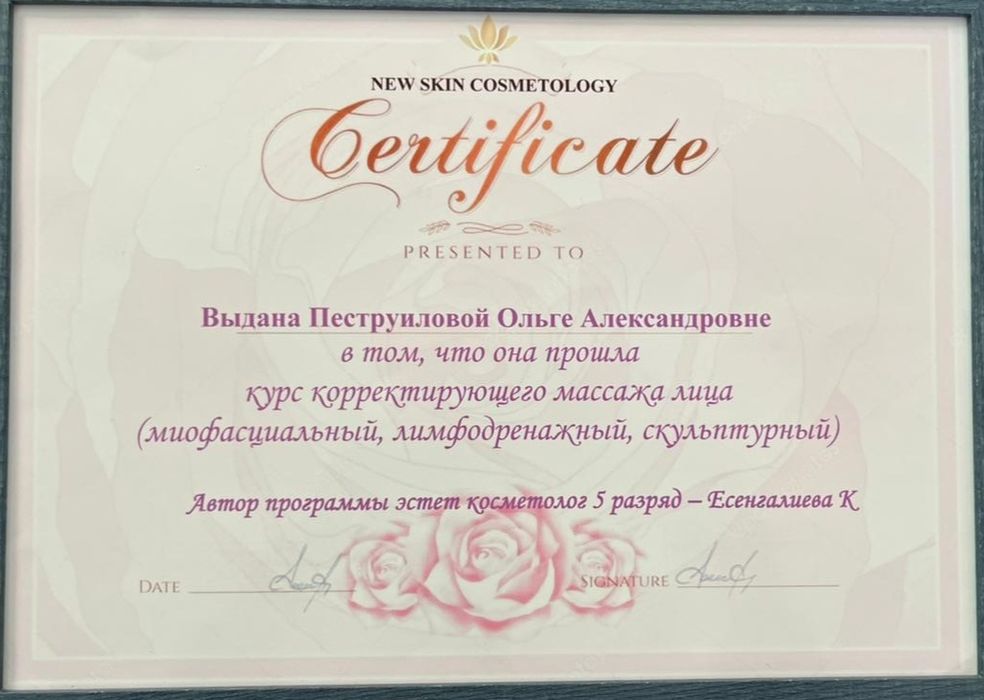 NEW SKIN COSMETOLOGY
Certificate
PRESENTED TO
Выдана Пеструиловой Ольге Александровне
в том, что она прошла
курс корректирующего массажа лица
(миофасциальный, лимфодренажный, скульптурный)
Автор программы эстет косметолог 5 разряд – Есенгалиева К
DATE
SIGNATURE